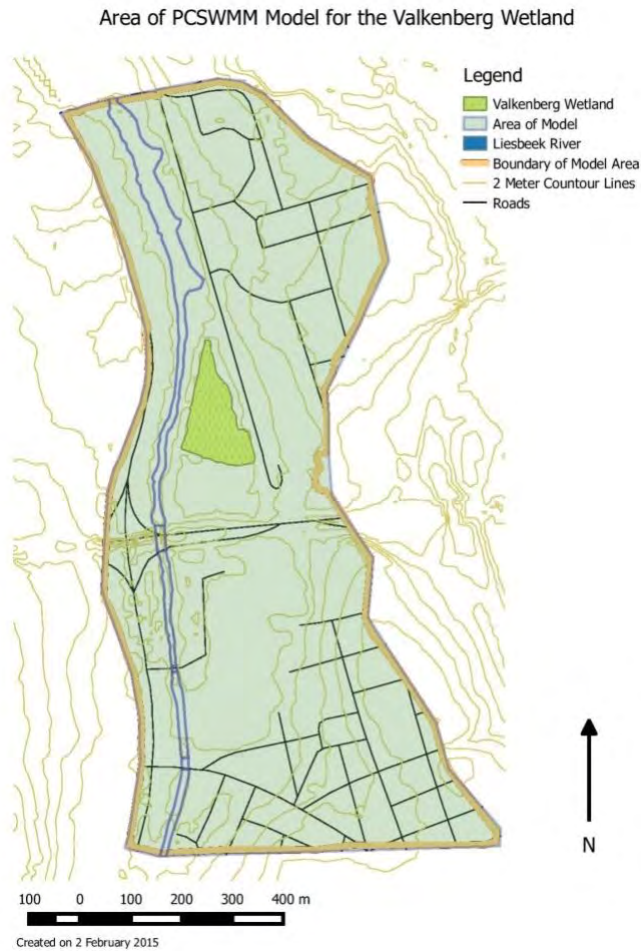 Area of PCSWMM Model for the Valkenberg Wetland
Legend
Valkenberg Wetland
Area of Model
Liesbeek River
Boundary of Model Area
2 Meter Countour Lines
Roads
N
100 0 100 200 300 400 m
Created on 2 February 2015